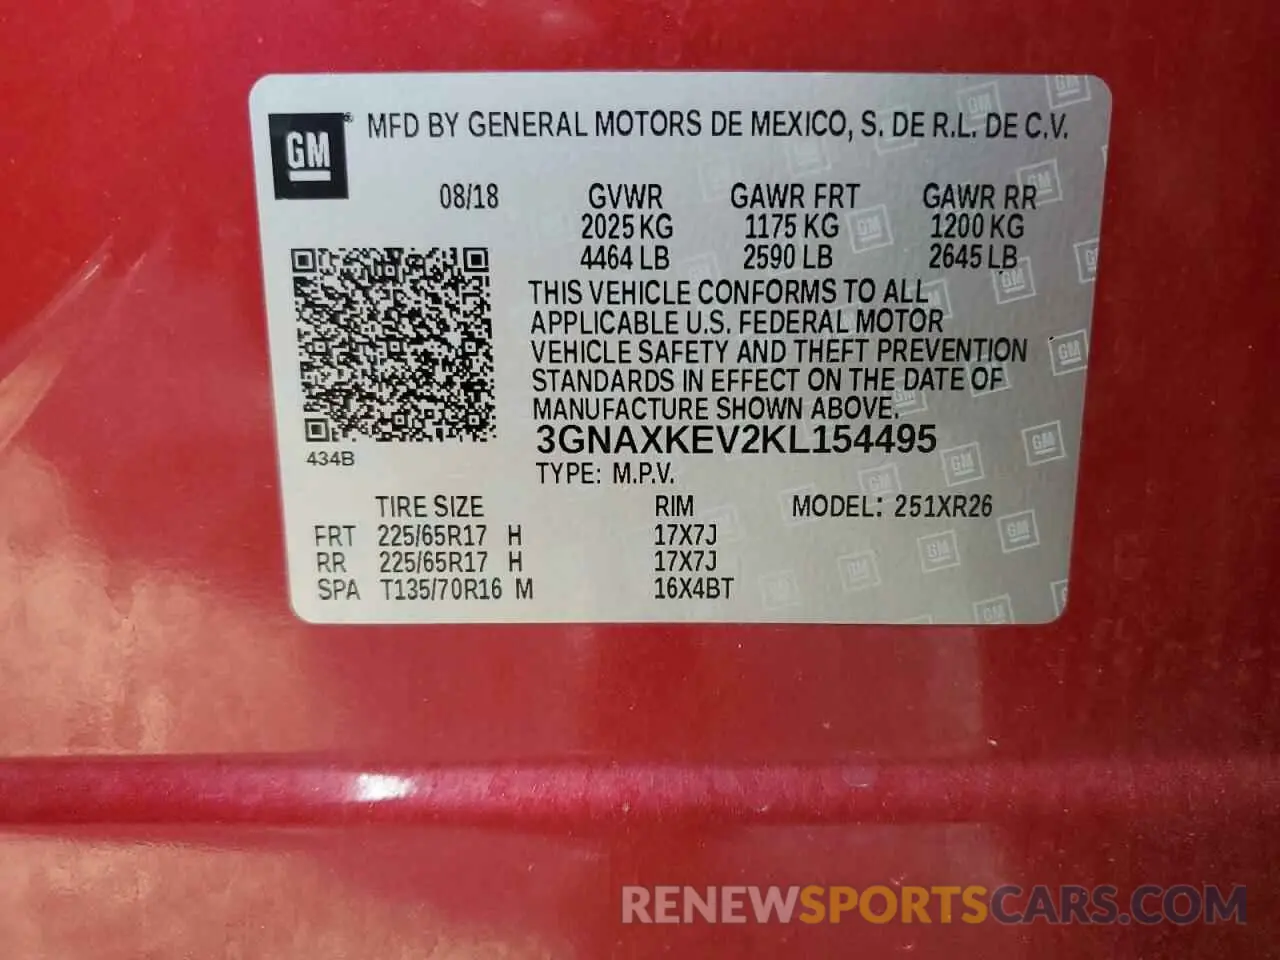 GM® MFD BY GENERAL MOTORS DE MEXICO, S. DE R.L. DE C.V.
08/18 GVWR GAWR FRT GAWR RR
2025 KG 1175 KG 1200 KG
4464 LB 2590 LB 2645 LB
THIS VEHICLE CONFORMS TO ALL
APPLICABLE U.S. FEDERAL MOTOR
VEHICLE SAFETY AND THEFT PREVENTION
STANDARDS IN EFFECT ON THE DATE OF
MANUFACTURE SHOWN ABOVE.
3GNAXKEV2KL154495
434B
TYPE: M.P.V.
TIRE SIZE RIM MODEL: 251XR26
FRT 225/65R17 H 17X7J
RR 225/65R17 H 17X7J
SPA T135/70R16 M 16X4BT
RENEWSPORTSCARS.COM